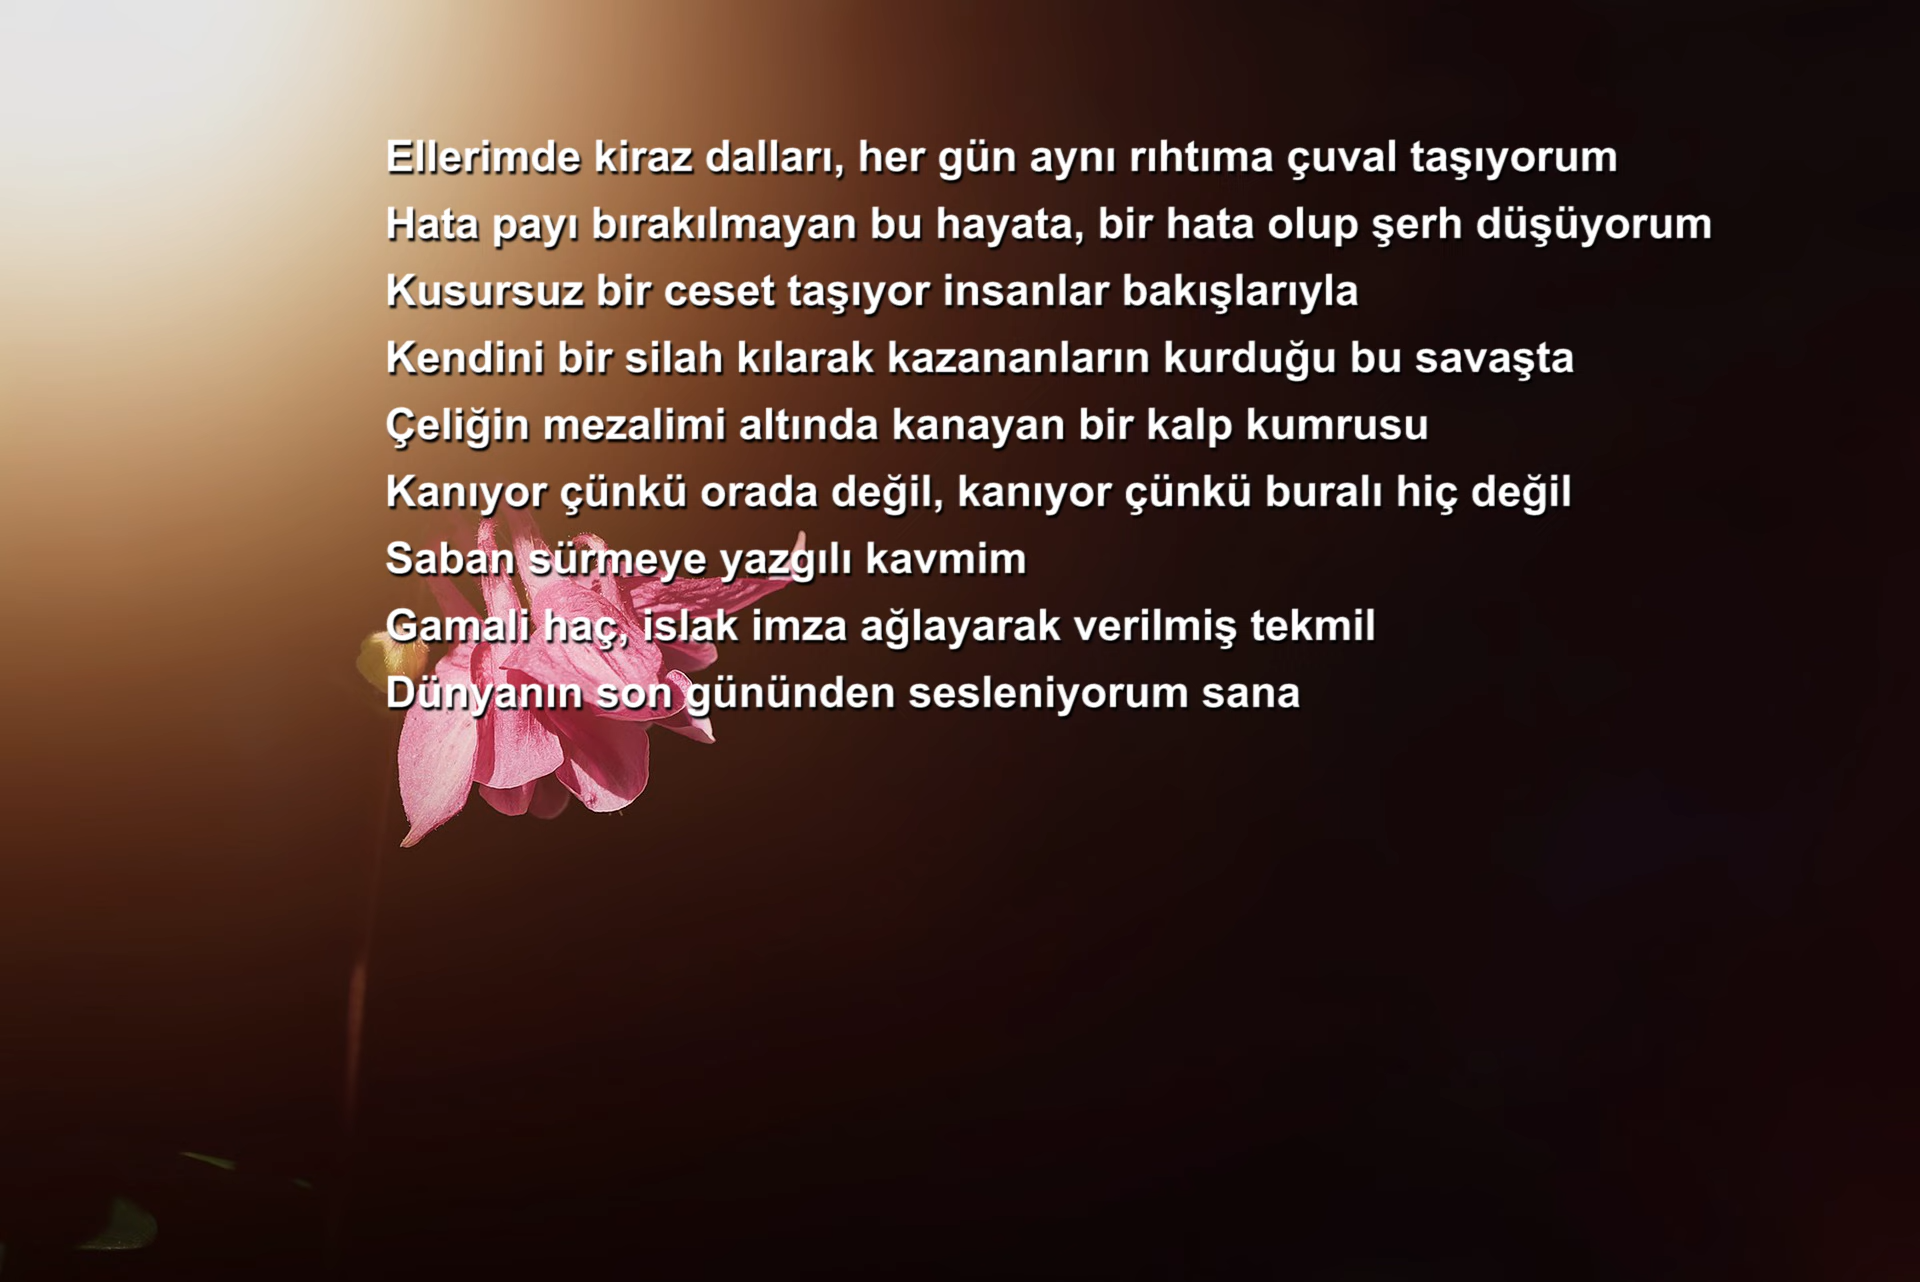 Ellerimde kiraz dalları, her gün aynı rıhtıma çuval taşıyorum
Hata payı bırakılmayan bu hayata, bir hata olup şerh düşüyorum
Kusursuz bir ceset taşıyor insanlar bakışlarıyla
Kendini bir silah kılarak kazananların kurduğu bu savaşta
Çeliğin mezalimi altında kanayan bir kalp kumrusu
Kanıyor çünkü orada değil, kanıyor çünkü buralı hiç değil
Saban sürmeye yazgılı kavmim
Gamali haç, islak imza ağlayarak verilmiş tekmil
Dünyanın son gününden sesleniyorum sana